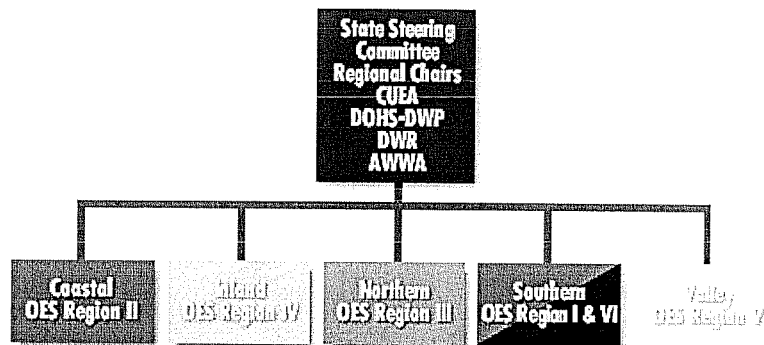 State Steering
Committee
Regional Chairs
CUEA
DOHS-DWP
DWR
AWWA
Coastal
OES Region II
Inland
OES Region IV
Northern
OES Region III
Southern
OES Region I & VI
Valley
OES Region V